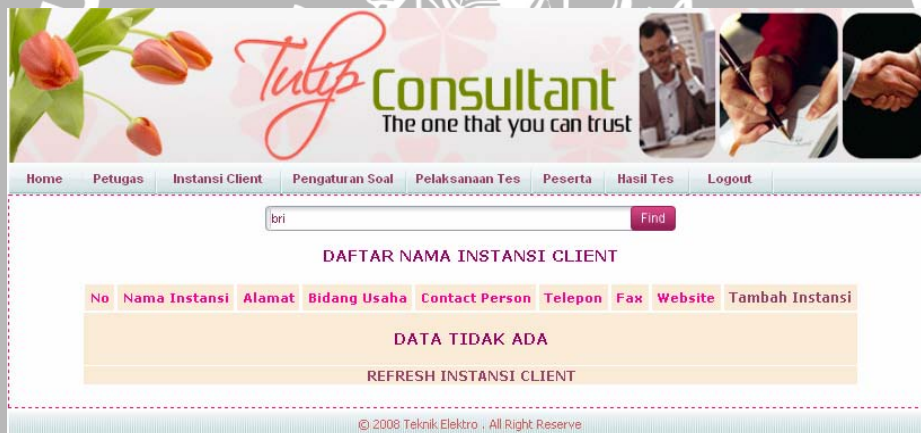 Tulip Consultant
The one that you can trust
Home Petugas Instansi Client Pengaturan Soal Pelaksanaan Tes Peserta Hasil Tes Logout
bri Find
DAFTAR NAMA INSTANSI CLIENT
No Nama Instansi Alamat Bidang Usaha Contact Person Telepon Fax Website Tambah Instansi
DATA TIDAK ADA
REFRESH INSTANSI CLIENT
© 2008 Teknik Elektro . All Right Reserve